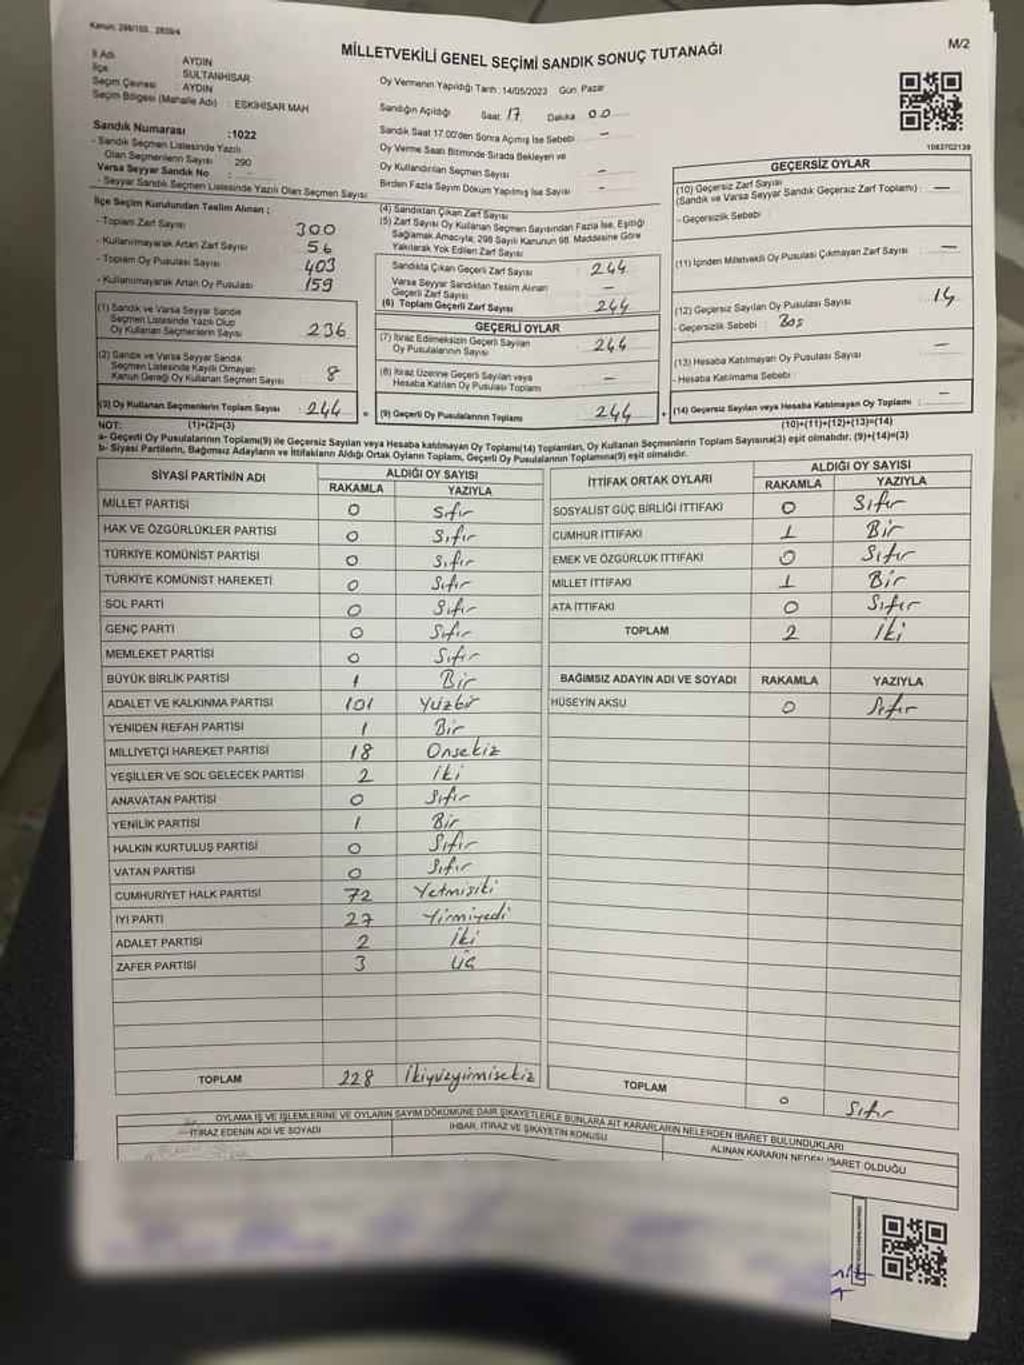 Kanun: 298/105
M/2
MİLLETVEKİLİ GENEL SEÇİMİ SANDIK SONUÇ TUTANAĞI
İl Adı : AYDIN
İlçe : SULTANHİSAR
Seçim Çevresi : AYDIN
Seçim Bölgesi (Mahalle Adı) : ESKİHİSAR MAH
Sandık Numarası :1022
- Sandık Seçmen Listesinde Yazılı Olan Seçmenlerin Sayısı : 290
Varsa Seyyar Sandık No :
- Seyyar Sandık Seçmen Listesinde Yazılı Olan Seçmen Sayısı
Oy Vermenin Yapıldığı Tarih : 14/05/2023 Gün: Pazar
Sandığın Açıldığı Saat: 17 Dakika 00
Sandık Saat 17.00'den Sonra Açılmış İse Sebebi : —
Oy Verme Saati Bitiminde Sırada Bekleyen ve
Oy Kullandırılan Seçmen Sayısı —
Birden Fazla Sayım Döküm Yapılmış İse Sayısı —
1083702139
İlçe Seçim Kurulundan Teslim Alınan :
- Toplam Zarf Sayısı 300
- Kullanılmayarak Artan Zarf Sayısı 56
- Toplam Oy Pusulası Sayısı 403
- Kullanılmayarak Artan Oy Pusulası 159
(1) Sandık ve Varsa Seyyar Sandık
Seçmen Listesinde Yazılı Olup
Oy Kullanan Seçmenlerin Sayısı : 236
(2) Sandık ve Varsa Seyyar Sandık
Seçmen Listesinde Kayıtlı Olmayan
Kanun Gereği Oy Kullanan Seçmen Sayısı : 8
(3) Oy Kullanan Seçmenlerin Toplam Sayısı : 244
(1)+(2)=(3)
(4) Sandıktan Çıkan Zarf Sayısı
(5) Zarf Sayısı Oy Kullanan Seçmen Sayısından Fazla İse, Eşitliği
Sağlamak Amacıyla, 298 Sayılı Kanunun 98. Maddesine Göre
Yakılarak Yok Edilen Zarf Sayısı
Sandıkta Çıkan Geçerli Zarf Sayısı 244
Varsa Seyyar Sandıktan Teslim Alınan
Geçerli Zarf Sayısı —
(6) Toplam Geçerli Zarf Sayısı 244
GEÇERLİ OYLAR
(7) İtiraz Edilmeksizin Geçerli Sayılan
Oy Pusulalarının Sayısı 244
(8) İtiraz Üzerine Geçerli Sayılan veya
Hesaba Katılan Oy Pusulası Toplamı —
(9) Geçerli Oy Pusulalarının Toplamı 244
GEÇERSİZ OYLAR
(10) Geçersiz Zarf Sayısı
(Sandık ve Varsa Seyyar Sandık Geçersiz Zarf Toplamı) : —
- Geçersizlik Sebebi :
(11) İçinden Milletvekili Oy Pusulası Çıkmayan Zarf Sayısı : —
(12) Geçersiz Sayılan Oy Pusulası Sayısı : 14
- Geçersizlik Sebebi : Boş
(13) Hesaba Katılmayan Oy Pusulası Sayısı : —
- Hesaba Katılmama Sebebi :
(14) Geçersiz Sayılan veya Hesaba Katılmayan Oy Toplamı : —
(10)+(11)+(12)+(13)=(14)
NOT:
a- Geçerli Oy Pusulalarının Toplamı(9) ile Geçersiz Sayılan veya Hesaba katılmayan Oy Toplamı(14) Toplamları, Oy Kullanan Seçmenlerin Toplam Sayısına(3) eşit olmalıdır. (9)+(14)=(3)
b- Siyasi Partilerin, Bağımsız Adayların ve İttifakların Aldığı Ortak Oyların Toplamı, Geçerli Oy Pusulalarının Toplamına(9) eşit olmalıdır.
SİYASİ PARTİNİN ADI ALDIĞI OY SAYISI
RAKAMLA YAZIYLA
MİLLET PARTİSİ 0 Sıfır
HAK VE ÖZGÜRLÜKLER PARTİSİ 0 Sıfır
TÜRKİYE KOMÜNİST PARTİSİ 0 Sıfır
TÜRKİYE KOMÜNİST HAREKETİ 0 Sıfır
SOL PARTİ 0 Sıfır
GENÇ PARTİ 0 Sıfır
MEMLEKET PARTİSİ 0 Sıfır
BÜYÜK BİRLİK PARTİSİ 1 Bir
ADALET VE KALKINMA PARTİSİ 101 Yüzbir
YENİDEN REFAH PARTİSİ 1 Bir
MİLLİYETÇİ HAREKET PARTİSİ 18 Onsekiz
YEŞİLLER VE SOL GELECEK PARTİSİ 2 İki
ANAVATAN PARTİSİ 0 Sıfır
YENİLİK PARTİSİ 1 Bir
HALKIN KURTULUŞ PARTİSİ 0 Sıfır
VATAN PARTİSİ 0 Sıfır
CUMHURİYET HALK PARTİSİ 72 Yetmişiki
İYİ PARTİ 27 Yirmiyedi
ADALET PARTİSİ 2 İki
ZAFER PARTİSİ 3 Üç
TOPLAM 228 İkiyüzyirmisekiz
İTTİFAK ORTAK OYLARI ALDIĞI OY SAYISI
RAKAMLA YAZIYLA
SOSYALİST GÜÇ BİRLİĞİ İTTİFAKI 0 Sıfır
CUMHUR İTTİFAKI 1 Bir
EMEK VE ÖZGÜRLÜK İTTİFAKI 0 Sıfır
MİLLET İTTİFAKI 1 Bir
ATA İTTİFAKI 0 Sıfır
TOPLAM 2 İki
BAĞIMSIZ ADAYIN ADI VE SOYADI RAKAMLA YAZIYLA
HÜSEYİN AKSU 0 Sıfır
TOPLAM 0 Sıfır
OYLAMA İŞ VE İŞLEMLERİNE VE OYLARIN SAYIM DÖKÜMÜNE DAİR ŞİKAYETLERLE BUNLARA AİT KARARLARIN NELERDEN İBARET BULUNDUKLARI
İTİRAZ EDENİN ADI VE SOYADI
İHBAR, İTİRAZ VE ŞİKAYETİN KONUSU
ALINAN KARARIN NEDEN İBARET OLDUĞU